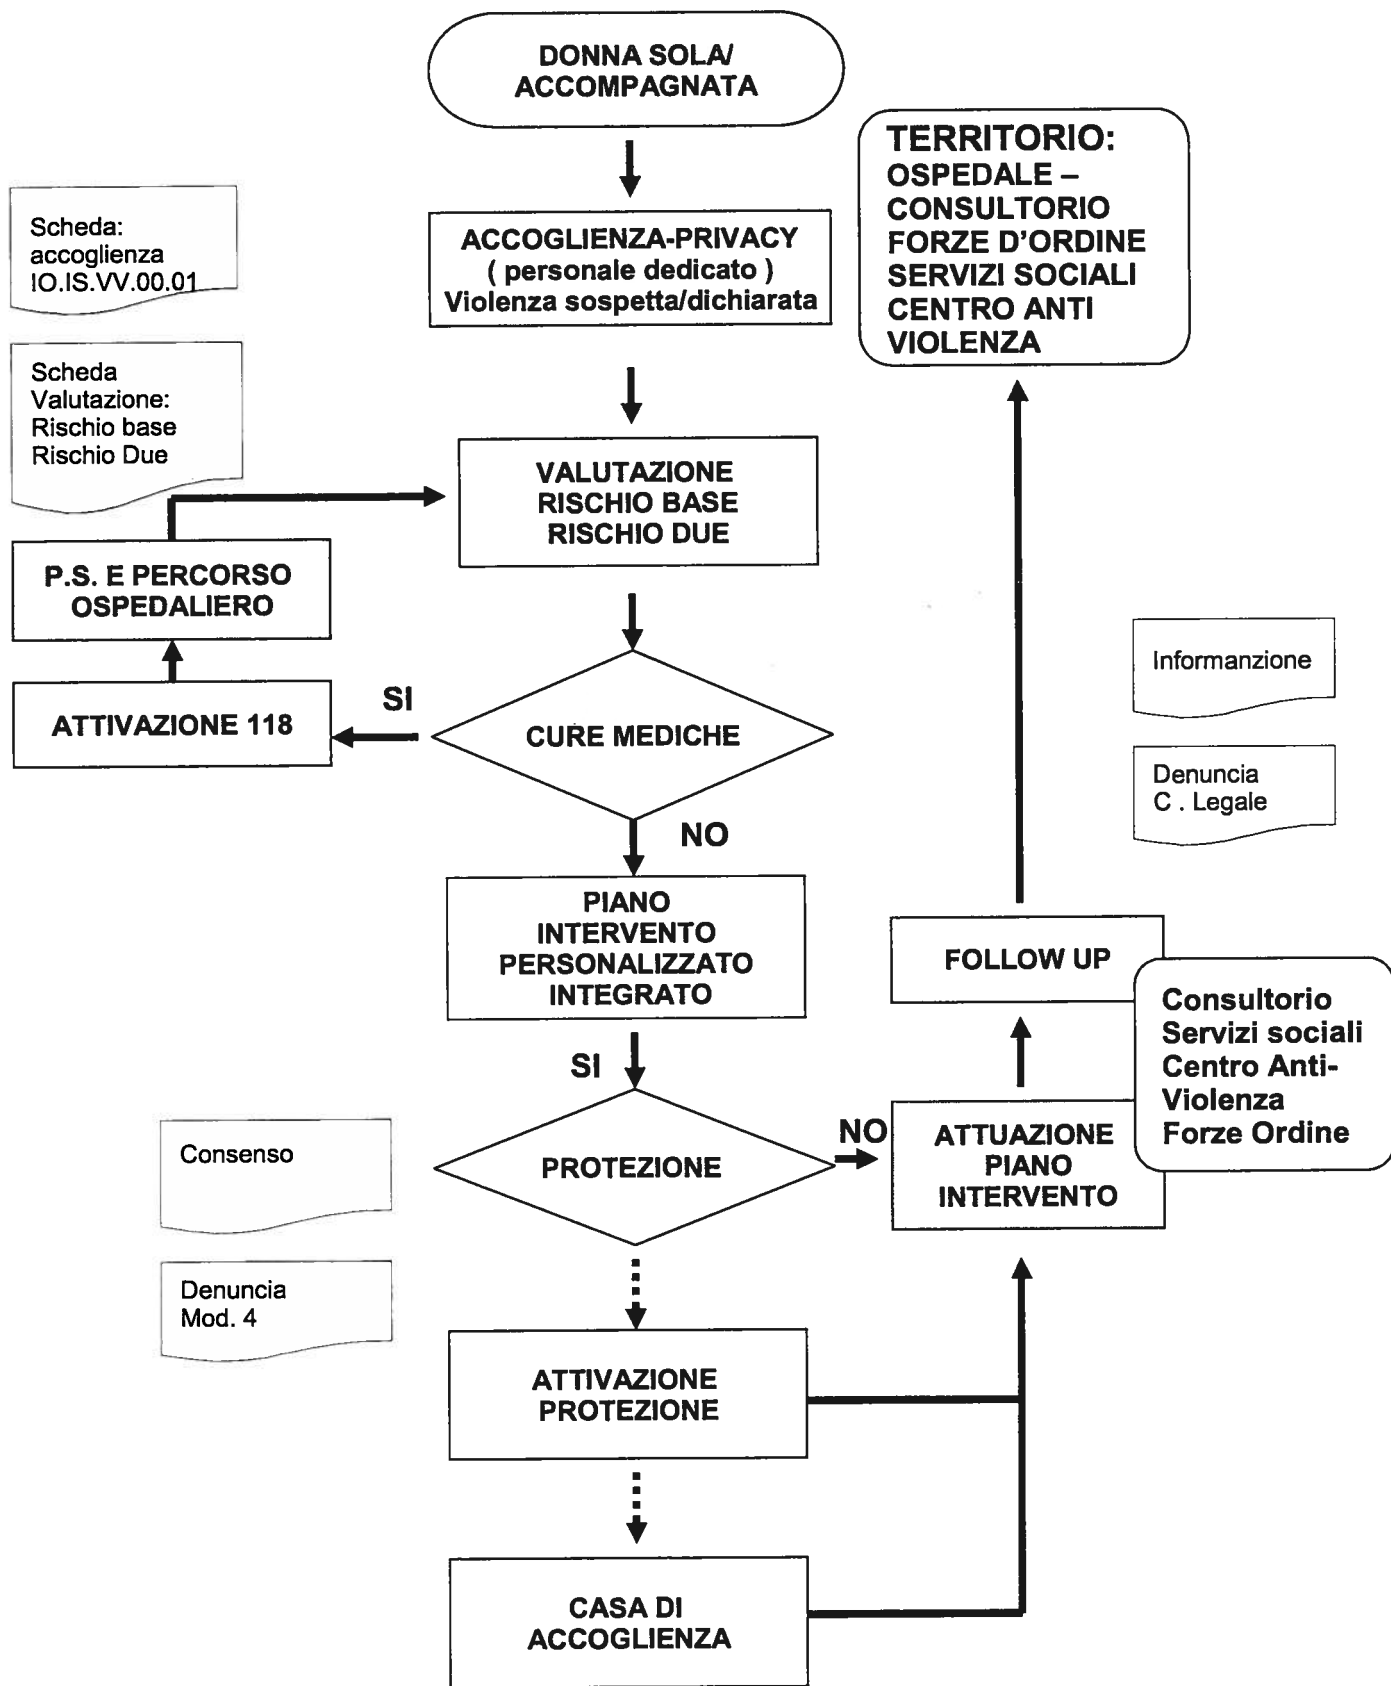 DONNA SOLA/
ACCOMPAGNATA
TERRITORIO:
OSPEDALE –
CONSULTORIO
FORZE D'ORDINE
SERVIZI SOCIALI
CENTRO ANTI
VIOLENZA
Scheda:
accoglienza
IO.IS.VV.00.01
ACCOGLIENZA-PRIVACY
( personale dedicato )
Violenza sospetta/dichiarata
Scheda
Valutazione:
Rischio base
Rischio Due
VALUTAZIONE
RISCHIO BASE
RISCHIO DUE
P.S. E PERCORSO
OSPEDALIERO
ATTIVAZIONE 118
SI
CURE MEDICHE
NO
Informanzione
Denuncia
C . Legale
PIANO
INTERVENTO
PERSONALIZZATO
INTEGRATO
FOLLOW UP
Consultorio
Servizi sociali
Centro Anti-
Violenza
Forze Ordine
SI
Consenso
PROTEZIONE
NO
ATTUAZIONE
PIANO
INTERVENTO
Denuncia
Mod. 4
ATTIVAZIONE
PROTEZIONE
CASA DI
ACCOGLIENZA